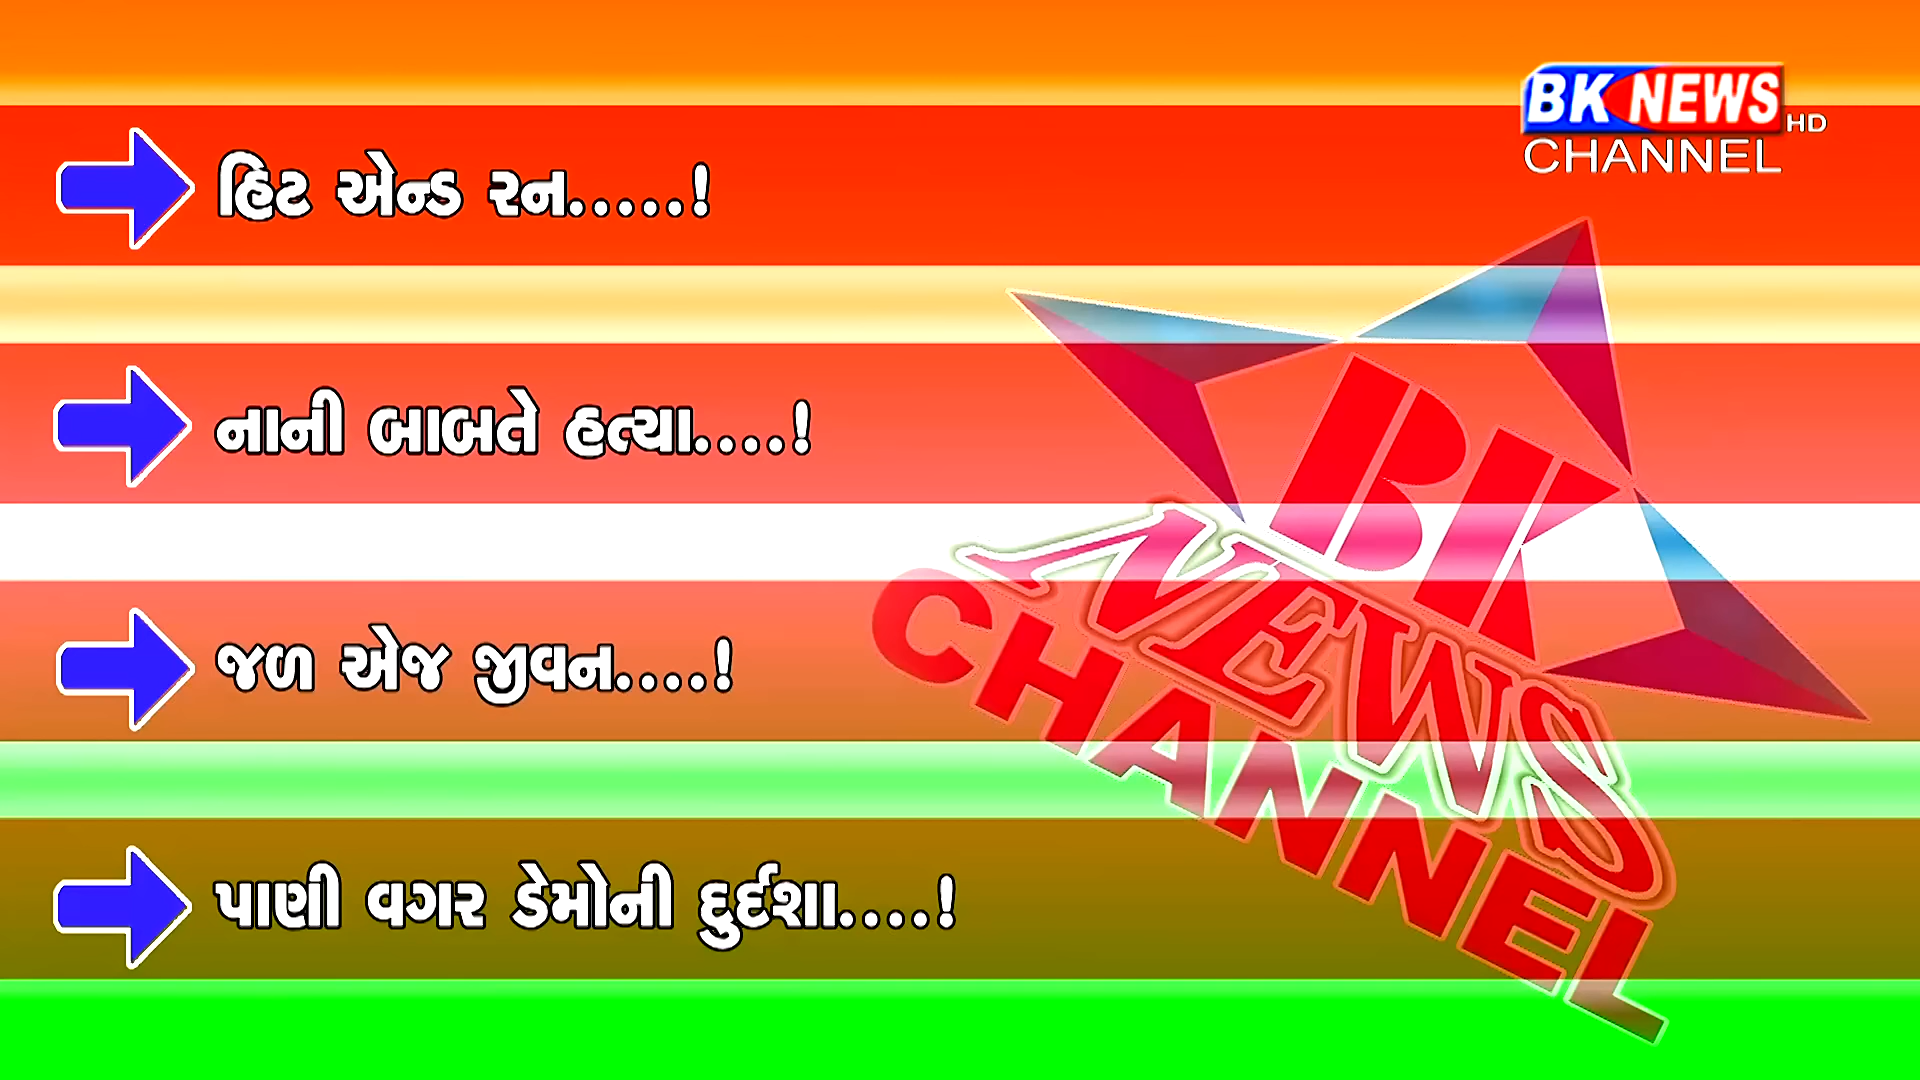 BK NEWS HD
CHANNEL
હિટ એન્ડ રન.....!
નાની બાબતે હત્યા....!
જળ એજ જીવન....!
પાણી વગર ડેમોની દુર્દશા....!
BK
NEWS
CHANNEL